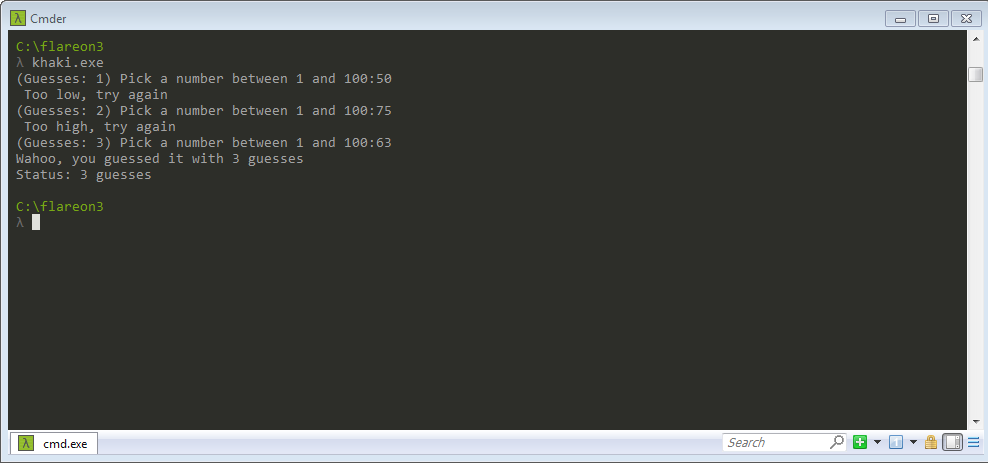 Cmder
C:\flareon3
λ khaki.exe
(Guesses: 1) Pick a number between 1 and 100:50
Too low, try again
(Guesses: 2) Pick a number between 1 and 100:75
Too high, try again
(Guesses: 3) Pick a number between 1 and 100:63
Wahoo, you guessed it with 3 guesses
Status: 3 guesses
C:\flareon3
λ
λ cmd.exe
Search